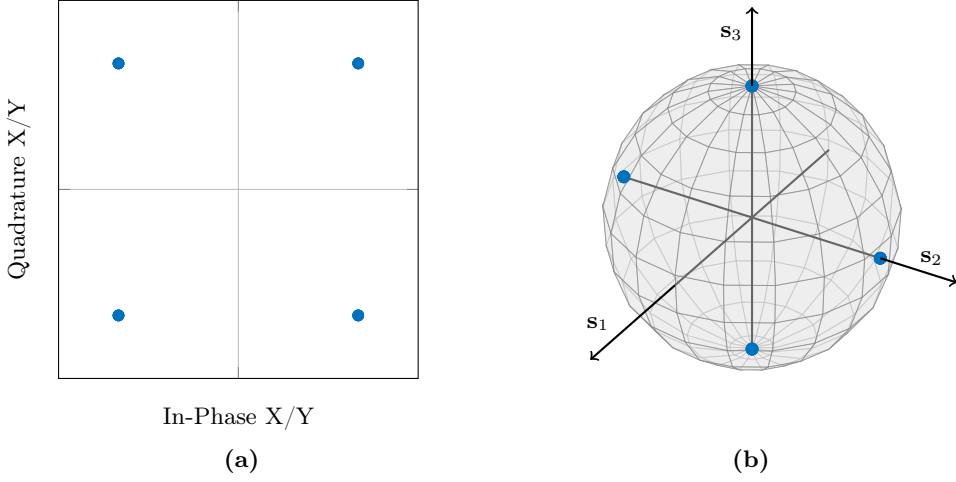 Quadrature X/Y
In-Phase X/Y
(a)
s₃
s₂
s₁
(b)